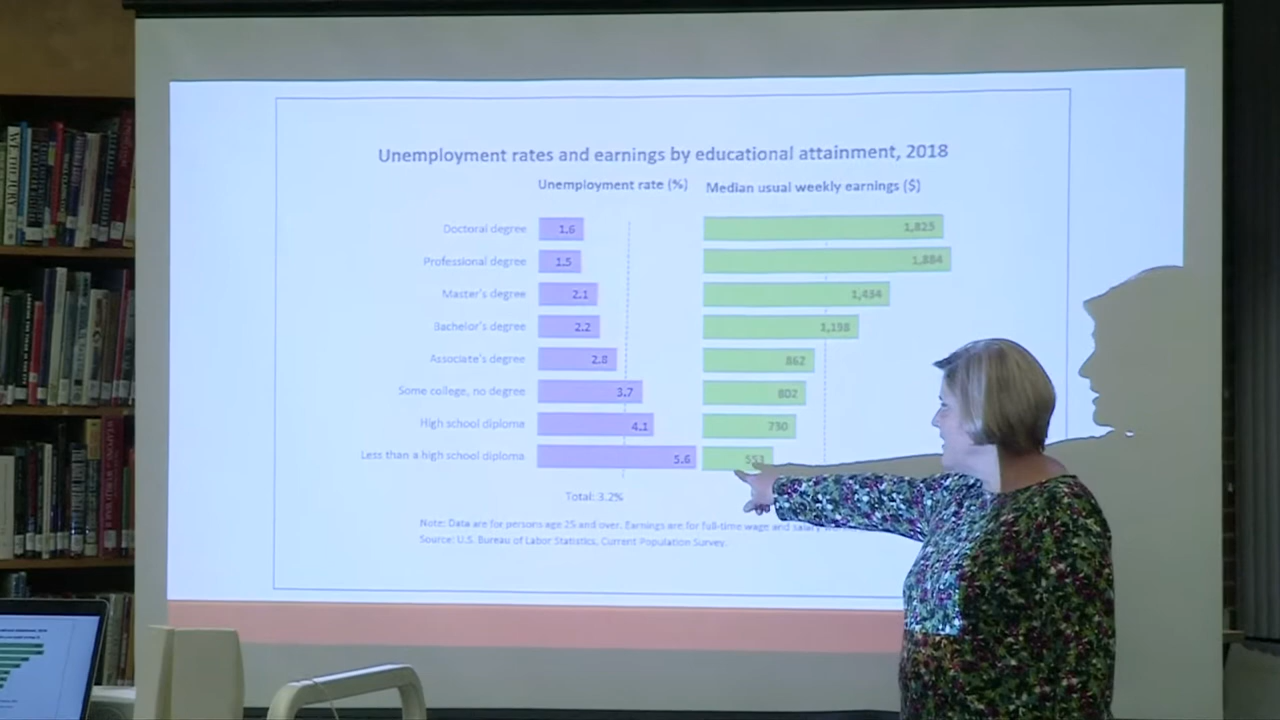 Unemployment rates and earnings by educational attainment, 2018
Unemployment rate (%) Median usual weekly earnings ($)
Doctoral degree 1.6 1,825
Professional degree 1.5 1,884
Master's degree 2.1 1,434
Bachelor's degree 2.2 1,198
Associate's degree 2.8 862
Some college, no degree 3.7 802
High school diploma 4.1 730
Less than a high school diploma 5.6 553
Total: 3.2%
Note: Data are for persons age 25 and over. Earnings are for full-time wage and
Source: U.S. Bureau of Labor Statistics, Current Population Survey.